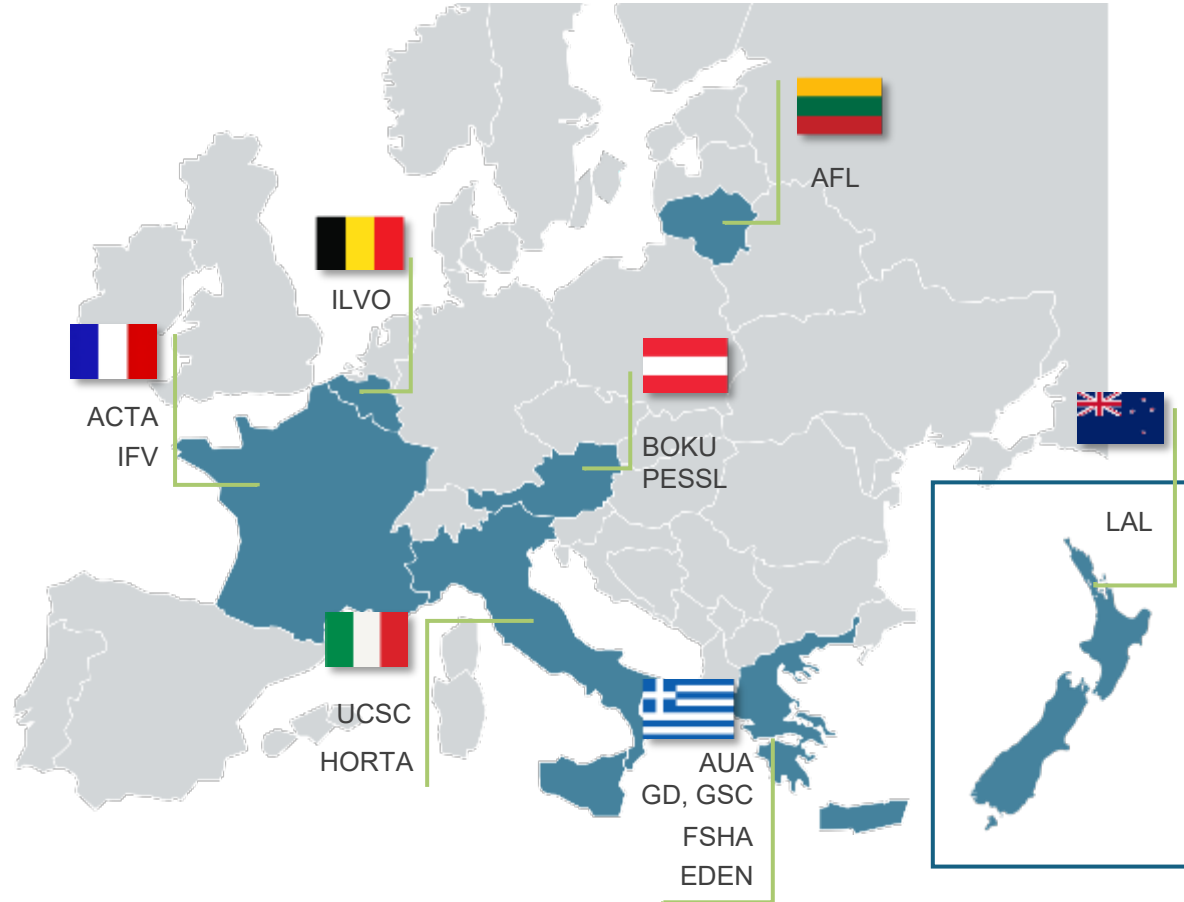 AFL
ILVO
ACTA
IFV
BOKU
PESSL
LAL
UCSC
HORTA
AUA
GD, GSC
FSHA
EDEN